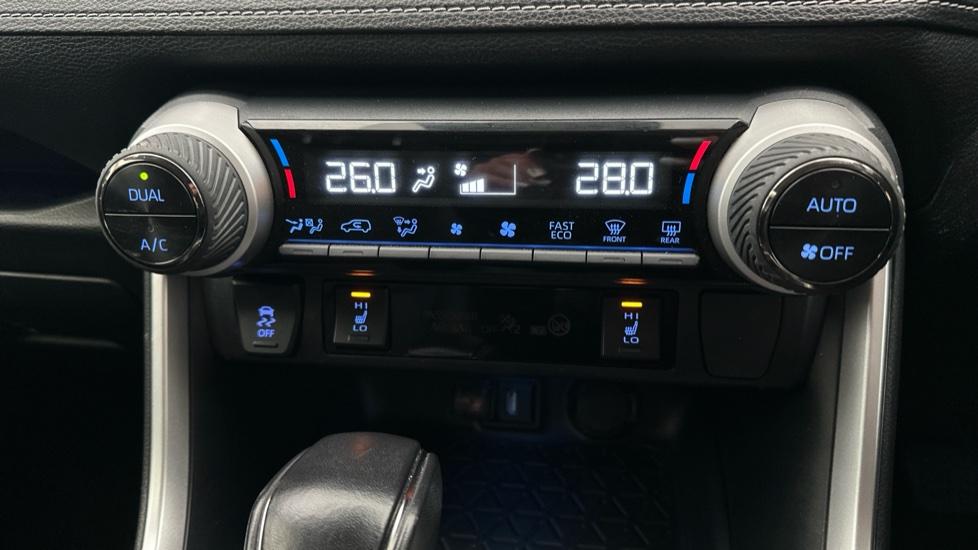 26.0 28.0
DUAL
A/C
FAST
ECO
FRONT
REAR
AUTO
OFF
OFF
HI
LO
HI
LO